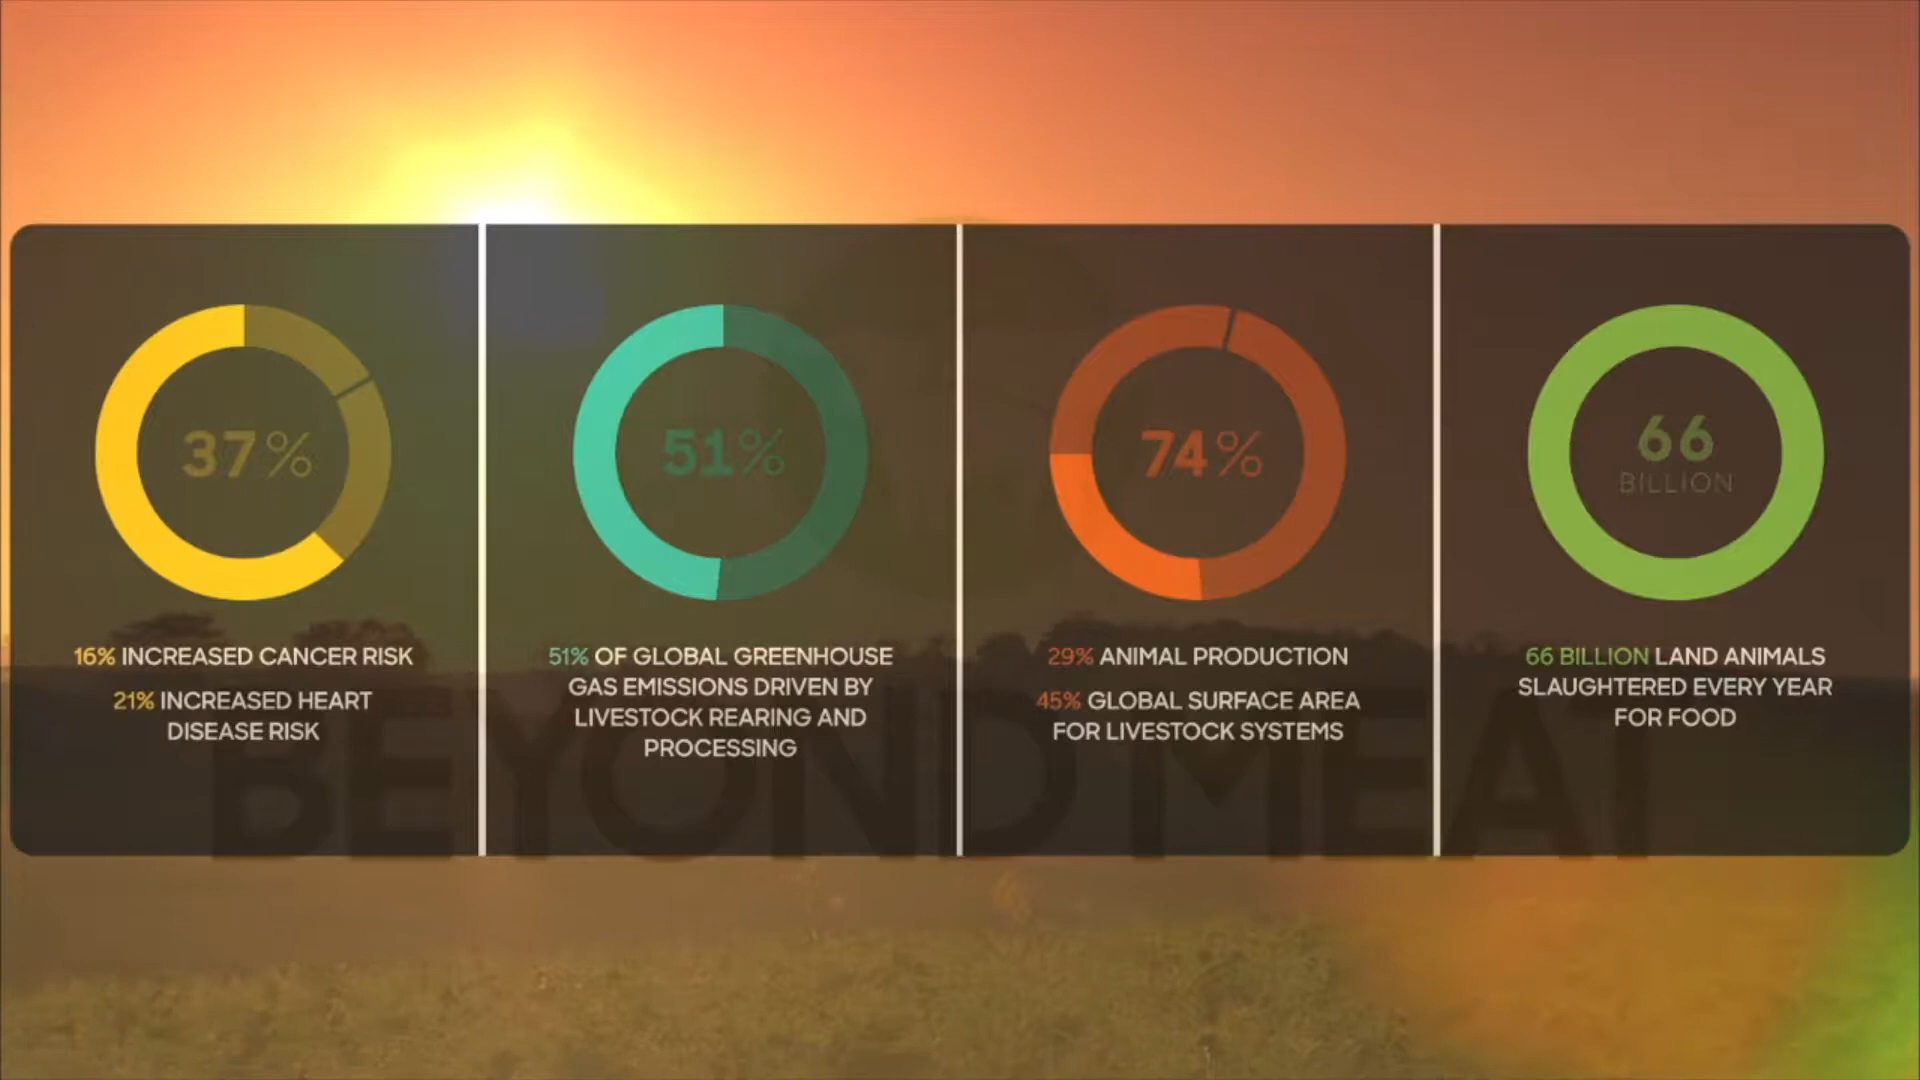 37%
16% INCREASED CANCER RISK
21% INCREASED HEART
DISEASE RISK
51%
51% OF GLOBAL GREENHOUSE
GAS EMISSIONS DRIVEN BY
LIVESTOCK REARING AND
PROCESSING
74%
29% ANIMAL PRODUCTION
45% GLOBAL SURFACE AREA
FOR LIVESTOCK SYSTEMS
66
BILLION
66 BILLION LAND ANIMALS
SLAUGHTERED EVERY YEAR
FOR FOOD
BEYOND MEAT